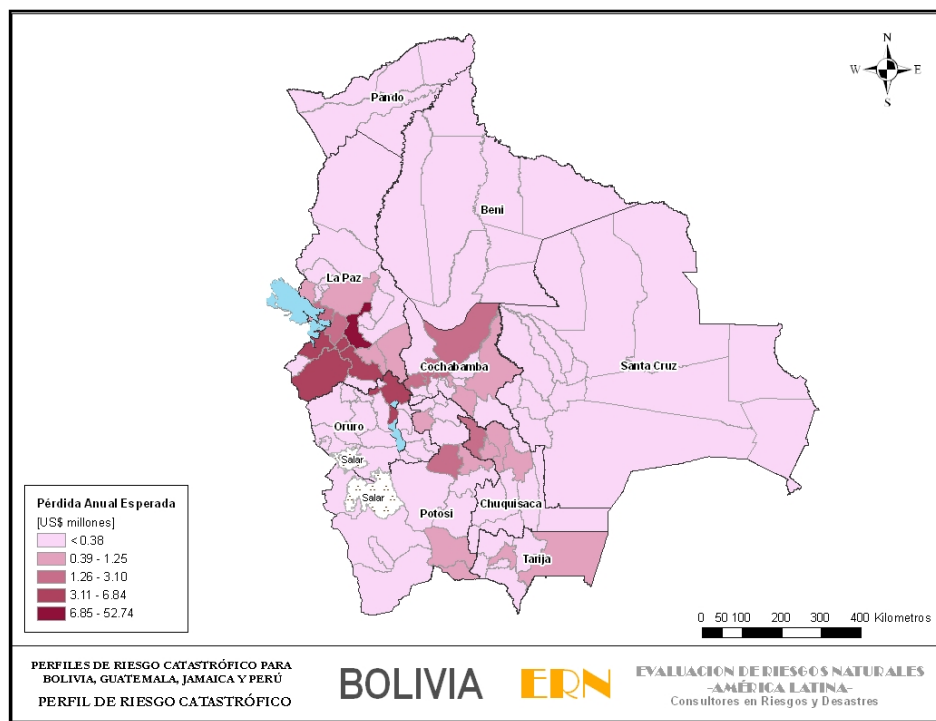 N
W E
S
Pando
Beni
La Paz
Cochabamba
Santa Cruz
Oruro
Salar
Salar
Potosi
Chuquisaca
Tarija
Pérdida Anual Esperada
[US$ millones]
< 0.38
0.39 - 1.25
1.26 - 3.10
3.11 - 6.84
6.85 - 52.74
0 50 100 200 300 400 Kilometros
PERFILES DE RIESGO CATASTRÓFICO PARA
BOLIVIA, GUATEMALA, JAMAICA Y PERÚ
PERFIL DE RIESGO CATASTRÓFICO
BOLIVIA
ERN
EVALUACION DE RIESGOS NATURALES
-AMÉRICA LATINA-
Consultores en Riesgos y Desastres